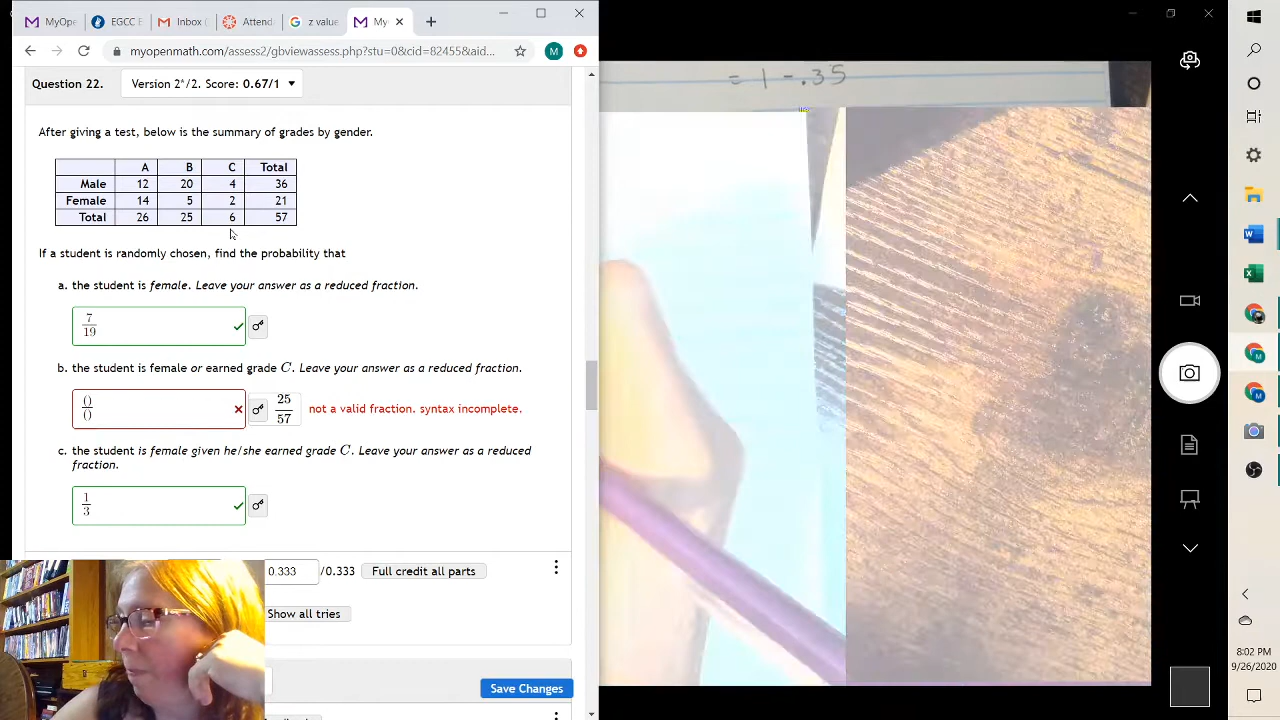 MyOpe
EGCC E
Inbox (
Attend
z value
My
myopenmath.com/assess2/gbviewassess.php?stu=0&cid=82455&aid...
M
Question 22
ersion 2*/2. Score: 0.67/1
= 1 - .35
After giving a test, below is the summary of grades by gender.
A B C Total
Male 12 20 4 36
Female 14 5 2 21
Total 26 25 6 57
If a student is randomly chosen, find the probability that
a. the student is female. Leave your answer as a reduced fraction.
7
19
b. the student is female or earned grade C. Leave your answer as a reduced fraction.
()
()
25
57
not a valid fraction. syntax incomplete.
c. the student is female given he/she earned grade C. Leave your answer as a reduced
fraction.
1
3
0.333 /0.333 Full credit all parts
Show all tries
Save Changes
8:02 PM
9/26/2020